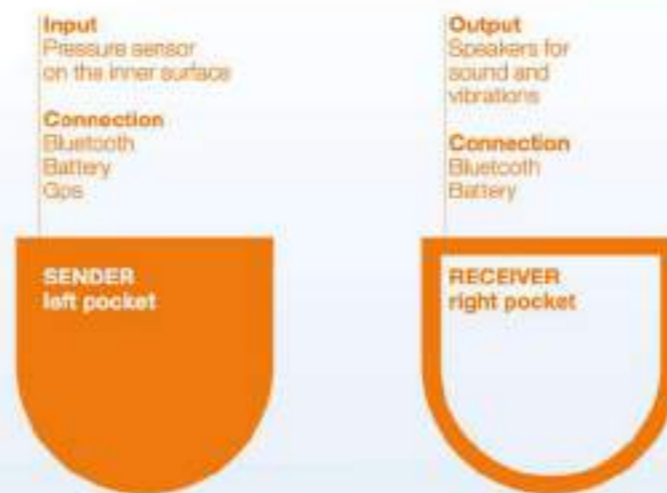 Input
Pressure sensor
on the inner surface
Connection
Bluetooth
Battery
Gps
SENDER
left pocket
Output
Speakers for
sound and
vibrations
Connection
Bluetooth
Battery
RECEIVER
right pocket